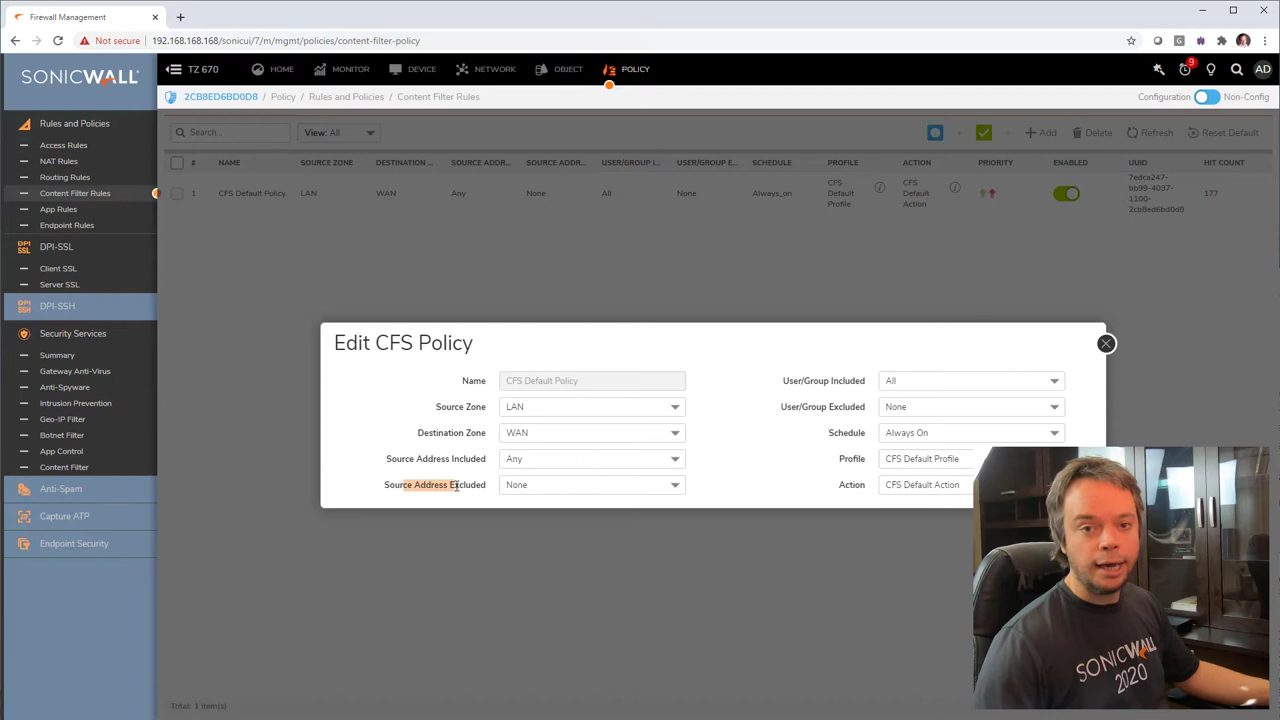 Firewall Management
Not secure 192.168.168.168/sonicui/7/m/mgmt/policies/content-filter-policy
SONICWALL
TZ 670 HOME MONITOR DEVICE NETWORK OBJECT POLICY 9 AD
2CB8ED6BD0D8 / Policy / Rules and Policies / Content Filter Rules Configuration Non-Config
Rules and Policies
Access Rules
NAT Rules
Routing Rules
Content Filter Rules
App Rules
Endpoint Rules
DPI-SSL
DPI-SSL
Client SSL
Server SSL
DPI-SSH
DPI-SSH
Security Services
Summary
Gateway Anti-Virus
Anti-Spyware
Intrusion Prevention
Geo-IP Filter
Botnet Filter
App Control
Content Filter
Anti-Spam
Capture ATP
Endpoint Security
Search... View: All Add Delete Refresh Reset Default
# NAME SOURCE ZONE DESTINATION ... SOURCE ADDR... SOURCE ADDR... USER/GROUP I... USER/GROUP E... SCHEDULE PROFILE ACTION PRIORITY ENABLED UUID HIT COUNT
1 CFS Default Policy LAN WAN Any None All None Always_on CFS Default Profile CFS Default Action 7edca247-bb99-4037-1100-2cb8ed6bd0d8 177
Edit CFS Policy
Name CFS Default Policy
Source Zone LAN
Destination Zone WAN
Source Address Included Any
Source Address Excluded None
User/Group Included All
User/Group Excluded None
Schedule Always On
Profile CFS Default Profile
Action CFS Default Action
SONICWALL
2020
Total: 1 item(s)